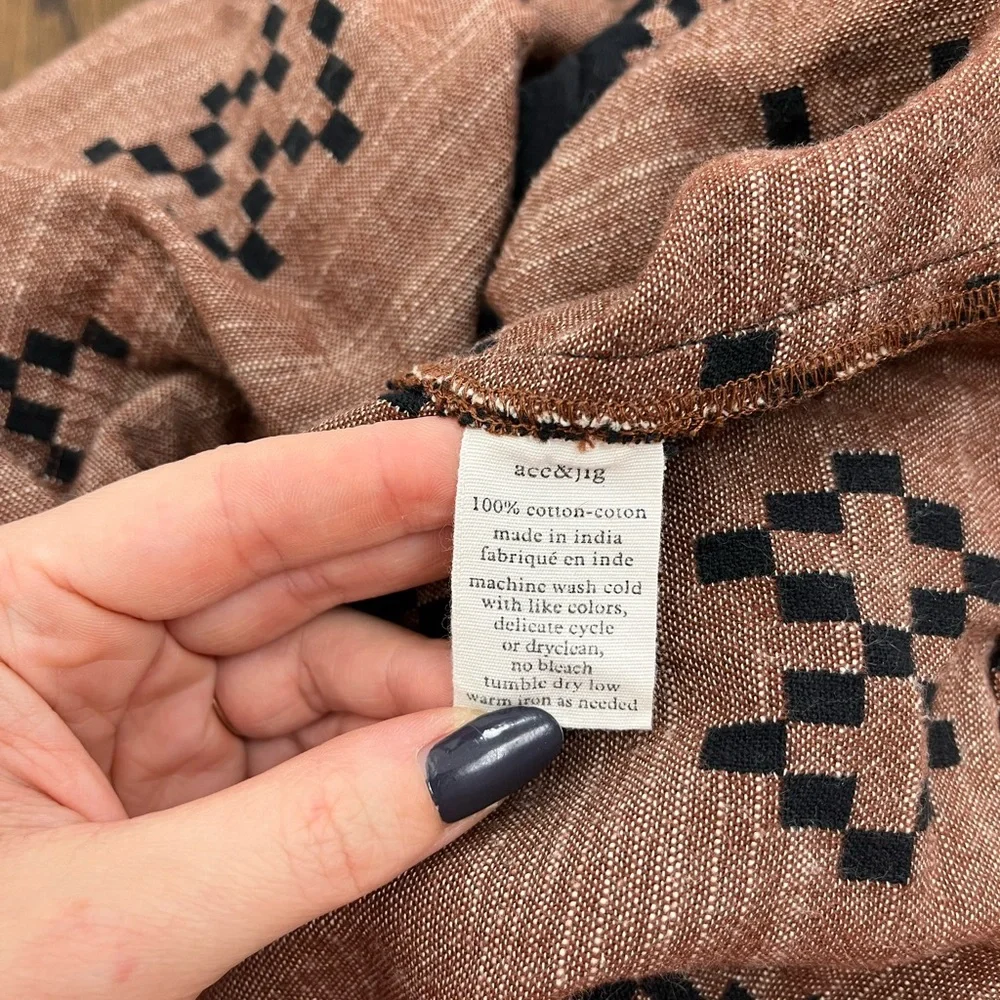 ace&jig
100% cotton-coton
made in india
fabriqué en inde
machine wash cold
with like colors,
delicate cycle
or dryclean,
no bleach
tumble dry low
warm iron as needed